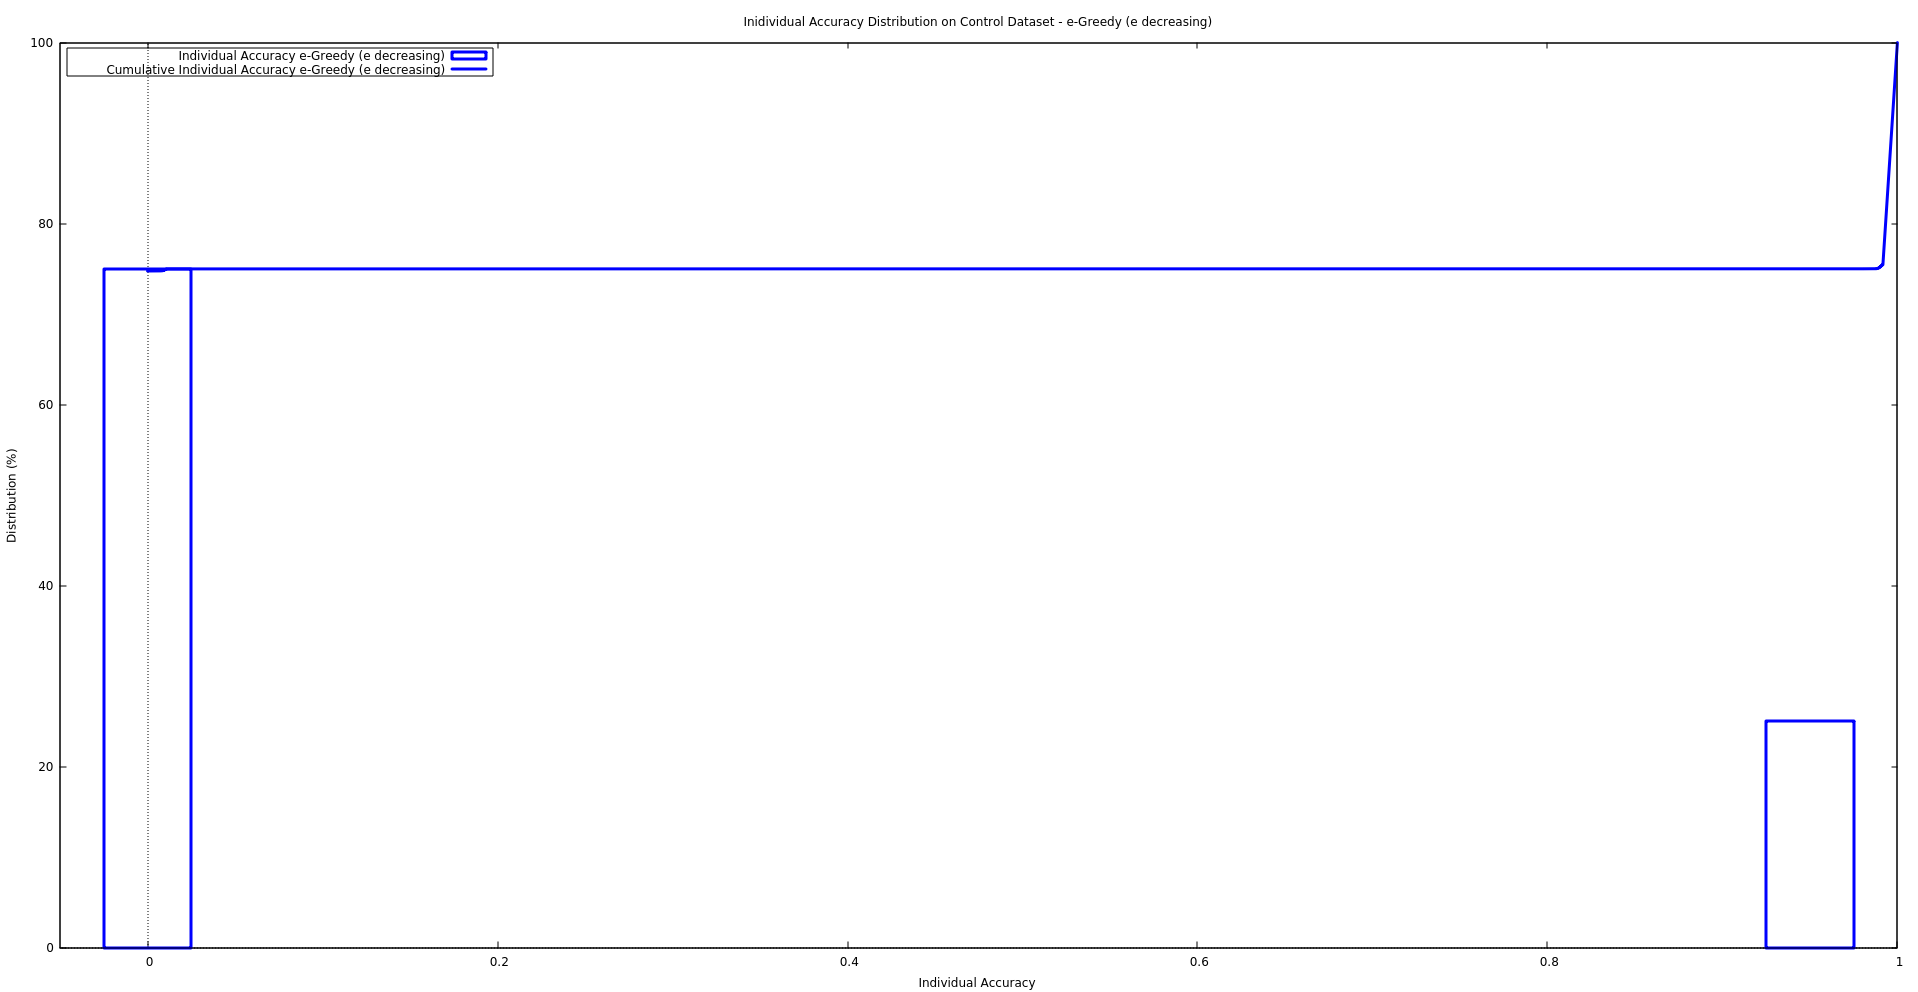 Inidividual Accuracy Distribution on Control Dataset - e-Greedy (e decreasing)
100
Individual Accuracy e-Greedy (e decreasing)
Cumulative Individual Accuracy e-Greedy (e decreasing)
80
60
Distribution (%)
40
20
0
0 0.2 0.4 0.6 0.8 1
Individual Accuracy